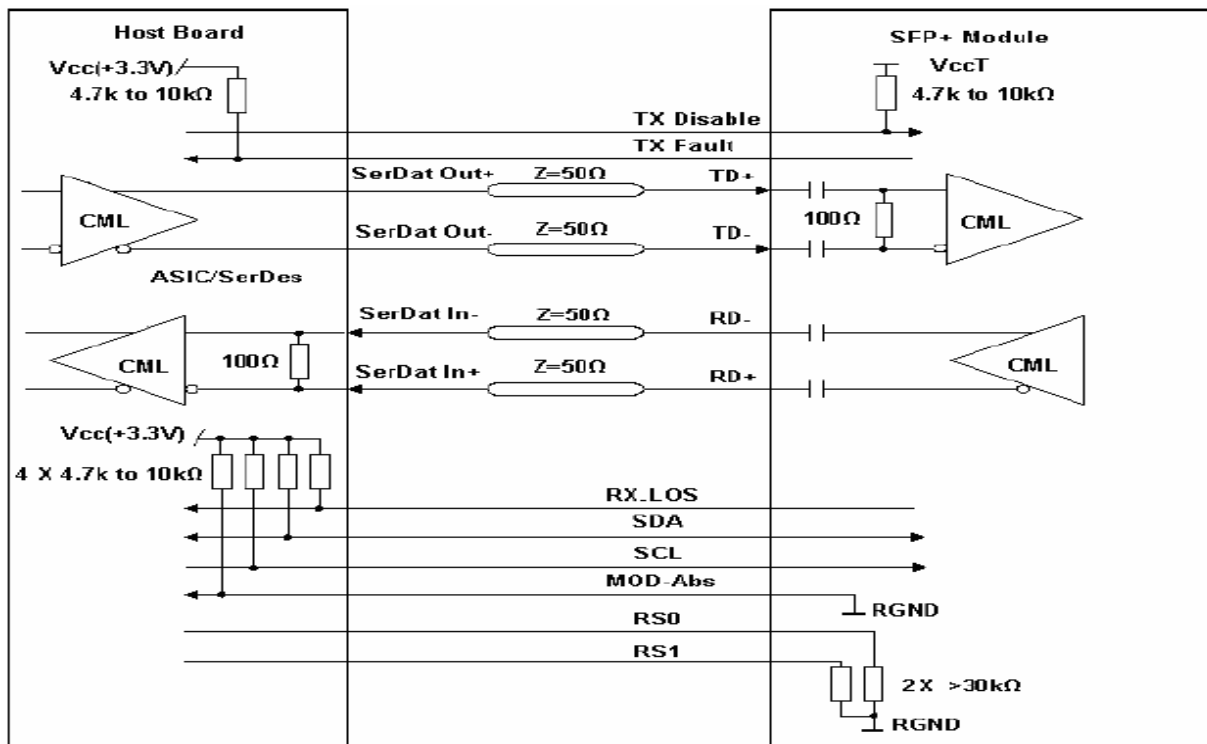 Host Board
SFP+ Module
Vcc(+3.3V)
4.7k to 10kΩ
VccT
4.7k to 10kΩ
TX Disable
TX Fault
SerDat Out+
Z=50Ω
TD+
CML
100Ω
CML
SerDat Out-
Z=50Ω
TD-
ASIC/SerDes
SerDat In-
Z=50Ω
RD-
CML
100Ω
SerDat In+
Z=50Ω
RD+
CML
Vcc(+3.3V)
4 X 4.7k to 10kΩ
RX_LOS
SDA
SCL
MOD-Abs
RGND
RS0
RS1
2X >30kΩ
RGND